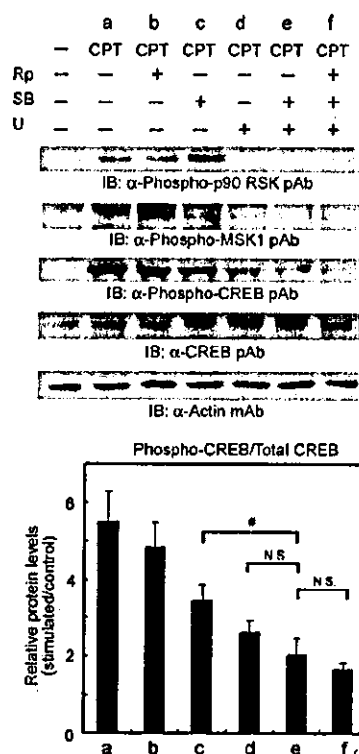 a b c d e f
– CPT CPT CPT CPT CPT CPT
Rp – – + – – – +
SB – – – + – + +
U – – – – + + +
IB: α-Phospho-p90 RSK pAb
IB: α-Phospho-MSK1 pAb
IB: α-Phospho-CREB pAb
IB: α-CREB pAb
IB: α-Actin mAb
Phospho-CREB/Total CREB
Relative protein levels
(stimulated/control)
6
4
2
0
#
N S
N S.
a b c d e f